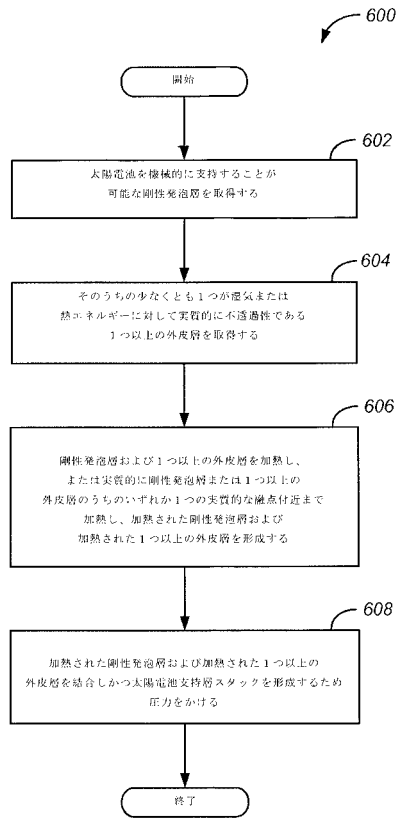 600
開始
602
太陽電池を機械的に支持することが
可能な剛性発泡層を取得する
604
そのうちの少なくとも１つが湿気または
熱エネルギーに対して実質的に不透過性である
１つ以上の外皮層を取得する
606
剛性発泡層および１つ以上の外皮層を加熱し、
または実質的に剛性発泡層または１つ以上の
外皮層のうちのいずれか１つの実質的な融点付近まで
加熱し、加熱された剛性発泡層および
加熱された１つ以上の外皮層を形成する
608
加熱された剛性発泡層および加熱された１つ以上の
外皮層を結合しかつ太陽電池支持層スタックを形成するため
圧力をかける
終了